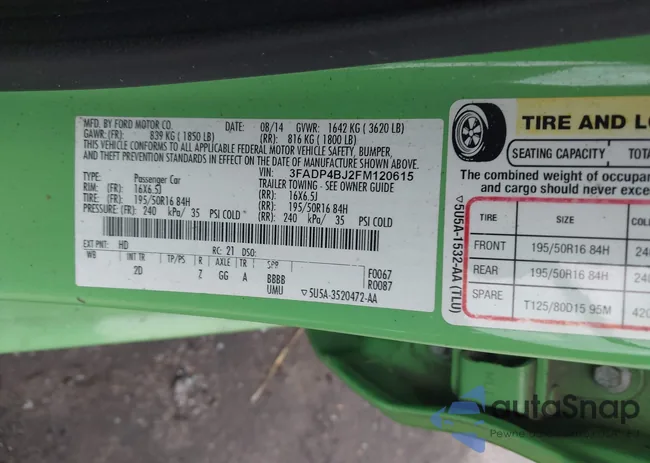 MFD. BY FORD MOTOR CO. DATE: 08/14 GVWR: 1642 KG ( 3620 LB)
GAWR: (FR): 839 KG ( 1850 LB) (RR): 816 KG ( 1800 LB)
CONFORMS TO ALL APPLICABLE FEDERAL MOTOR VEHICLE SAFETY, BUMPER,
AND THEFT PREVENTION STANDARDS IN EFFECT ON THE DATE OF MANUFACTURE SHOWN ABOVE.
VIN: 3FADP4BJ2FM120615
TYPE: Passenger Car TRAILER TOWING - SEE OWNER GUIDE
RIM: (FR): 16X6.5J (RR): 16X6.5J
TIRE: (FR): 195/50R16 84H (RR): 195/50R16 84H
PRESSURE: (FR): 240 kPa/ 35 PSI COLD (RR): 240 kPa/ 35 PSI COLD
EXT PNT: HD RC: 21 DSO:
WB INT TR TP/PS R AXLE TR SPR
2D Z GG A BBBB
UMU
F0067
R0087
▽5U5A-3520472-AA
TIRE AND LO
SEATING CAPACITY TOTA
The combined weight of occupan
and cargo should never excee
TIRE SIZE COL
FRONT 195/50R16 84H 240
REAR 195/50R16 84H 240
SPARE T125/80D15 95M 420
▽5U5A-1532-AA (TLU)
autoSnap